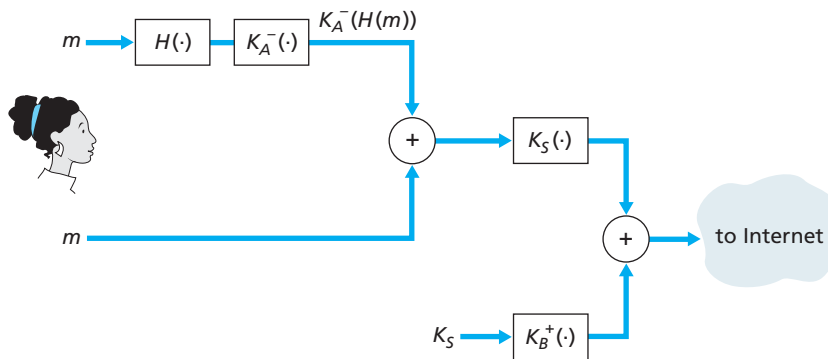 K_A^-(H(m))
m
H(·)
K_A^-(·)
+
K_S(·)
m
+
to Internet
K_S
K_B^+(·)